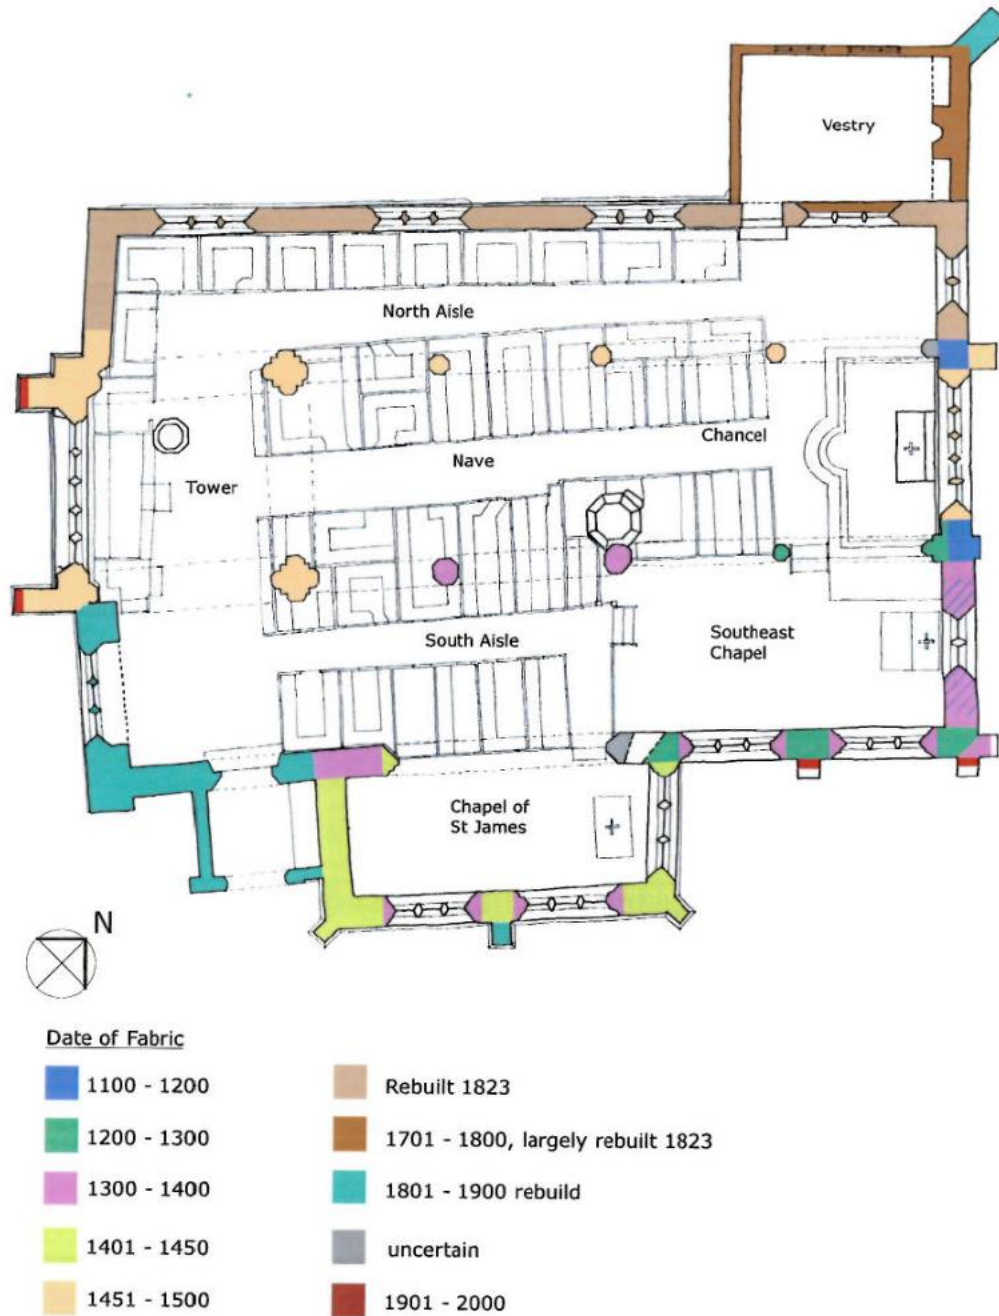 Vestry
North Aisle
Chancel
Nave
Tower
South Aisle
Southeast
Chapel
Chapel of
St James
N
Date of Fabric
1100 - 1200
1200 - 1300
1300 - 1400
1401 - 1450
1451 - 1500
Rebuilt 1823
1701 - 1800, largely rebuilt 1823
1801 - 1900 rebuild
uncertain
1901 - 2000